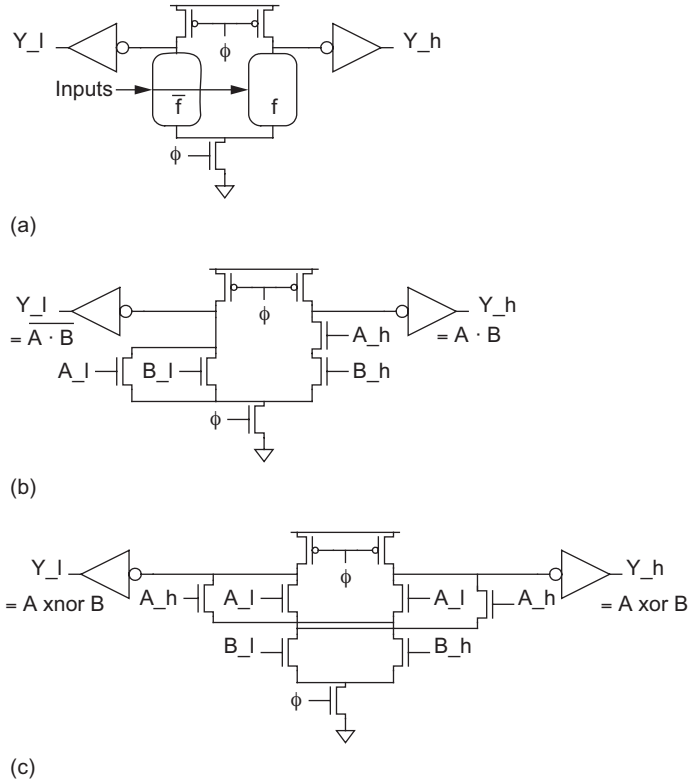 Y_l
Y_h
ϕ
Inputs
f̅
f
ϕ
(a)
Y_l
= A̅ ̅·̅ ̅B̅
ϕ
Y_h
= A · B
A_h
A_l
B_l
B_h
ϕ
(b)
Y_l
= A xnor B
ϕ
Y_h
= A xor B
A_h
A_l
A_l
A_h
B_l
B_h
ϕ
(c)